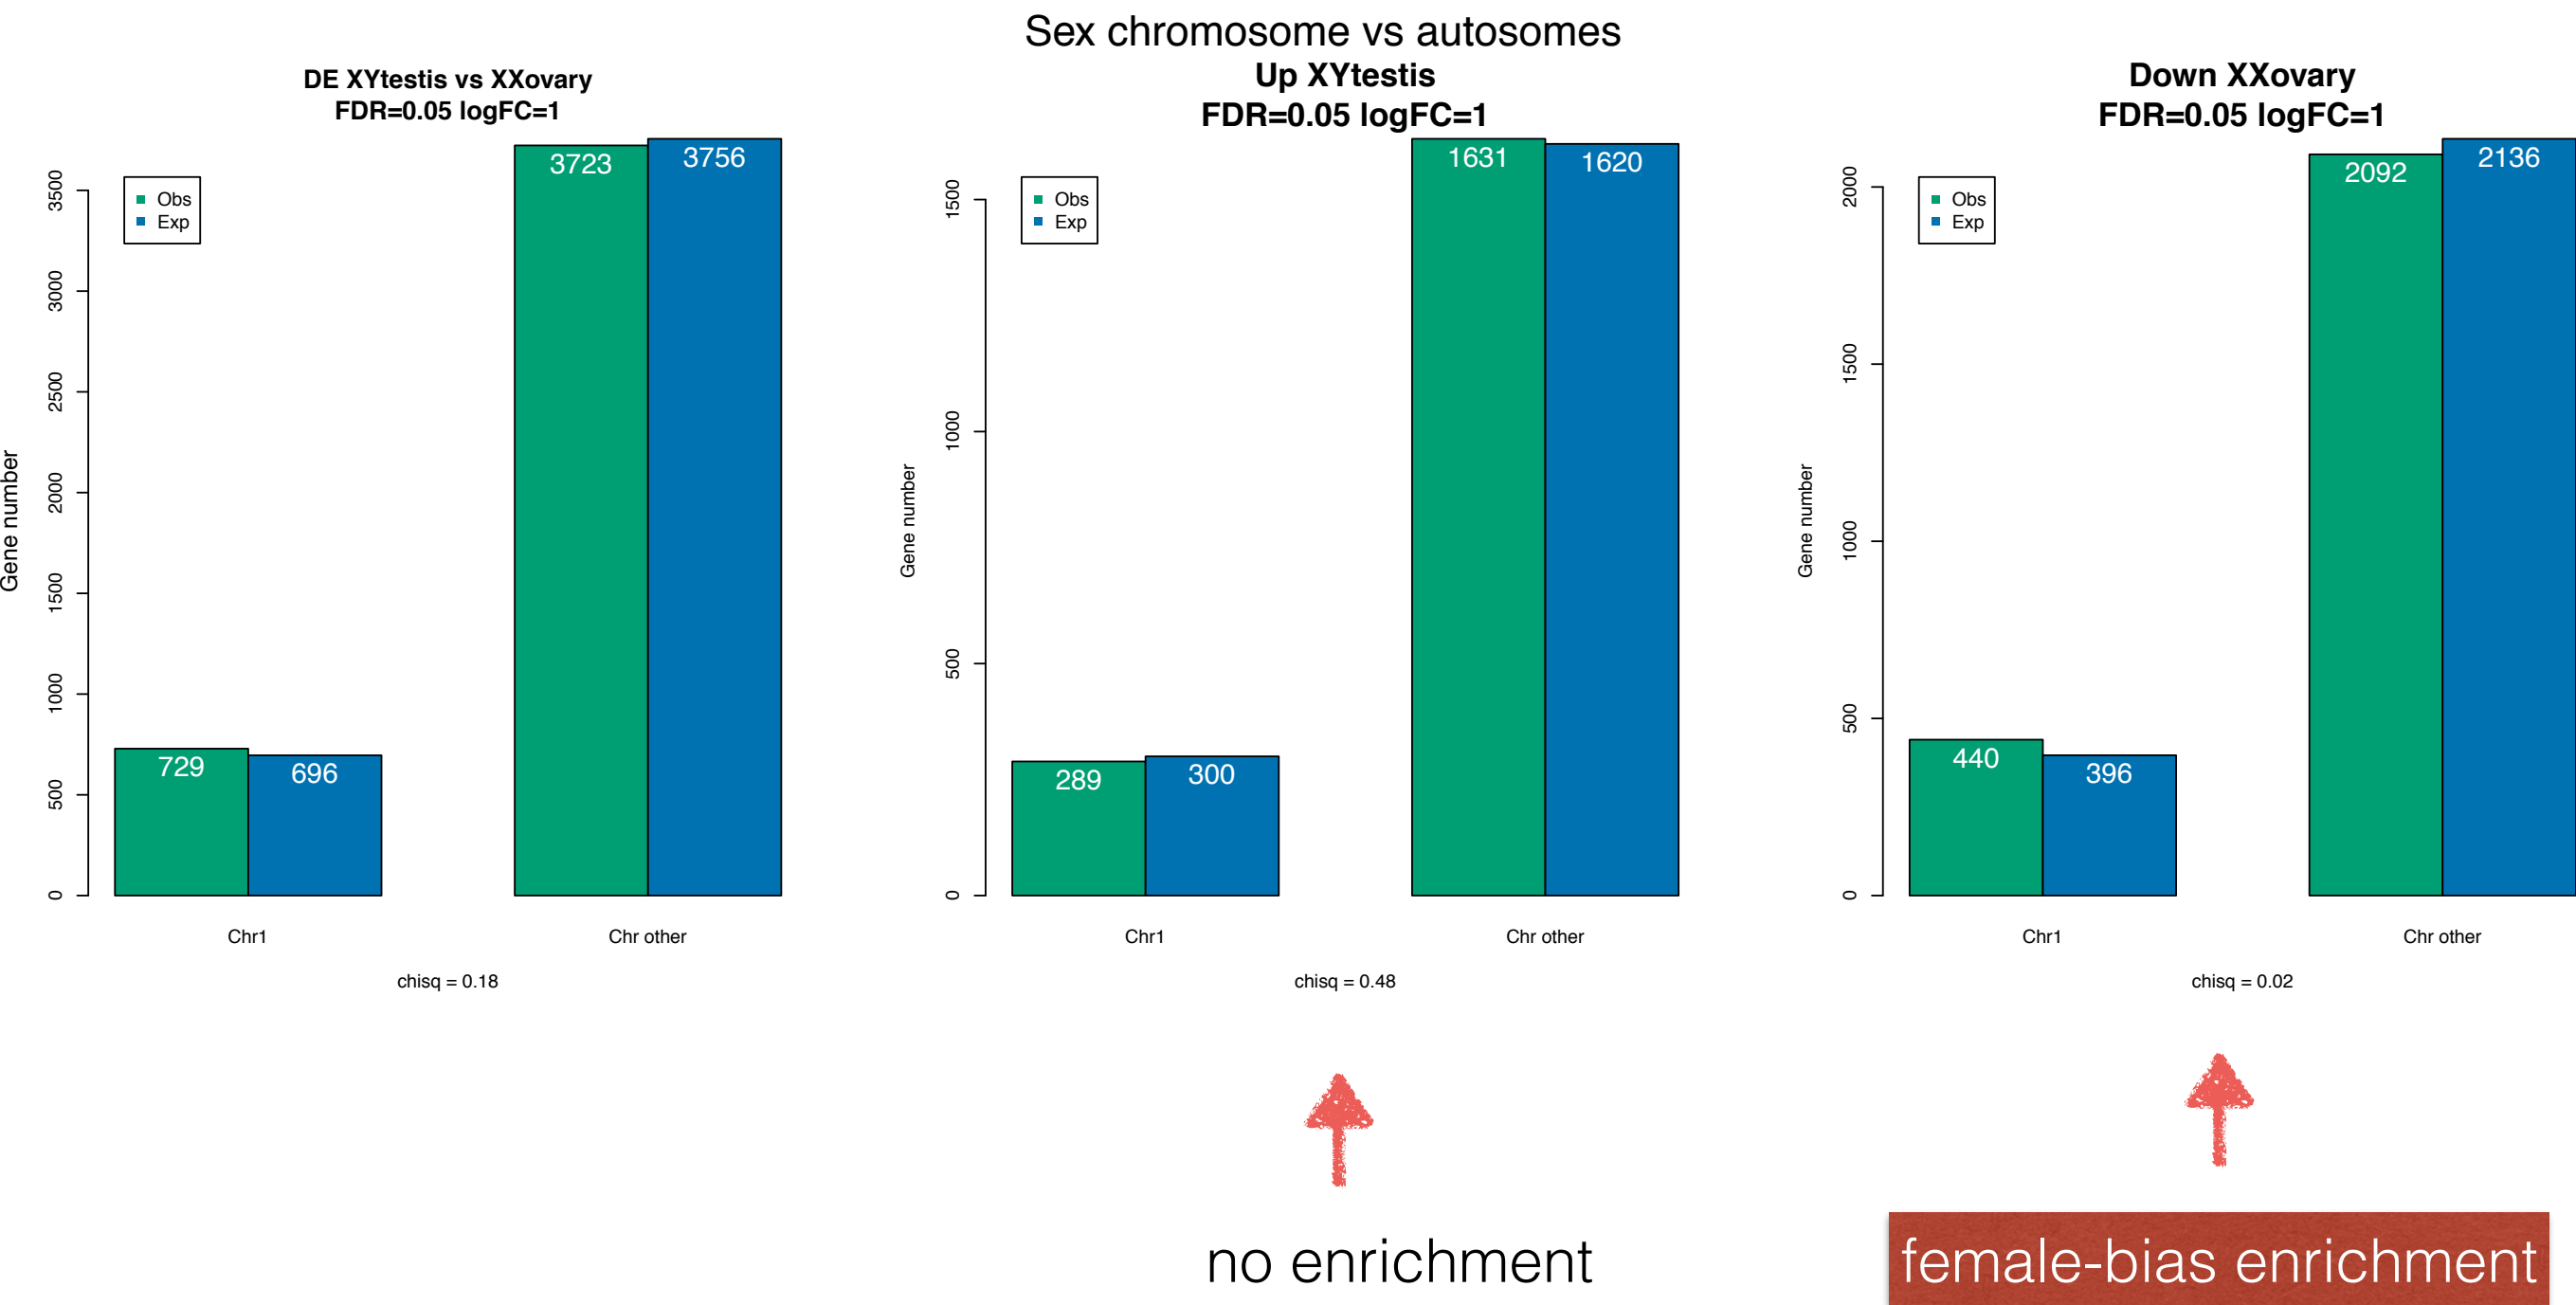 Sex chromosome vs autosomes
DE XYtestis vs XXovary
FDR=0.05 logFC=1
Gene number
3500
3000
2500
2000
1500
1000
500
0
Obs
Exp
729
696
3723
3756
Chr1
Chr other
chisq = 0.18
Up XYtestis
FDR=0.05 logFC=1
Gene number
1500
1000
500
0
Obs
Exp
289
300
1631
1620
Chr1
Chr other
chisq = 0.48
no enrichment
Down XXovary
FDR=0.05 logFC=1
Gene number
2000
1500
1000
500
0
Obs
Exp
440
396
2092
2136
Chr1
Chr other
chisq = 0.02
female-bias enrichment